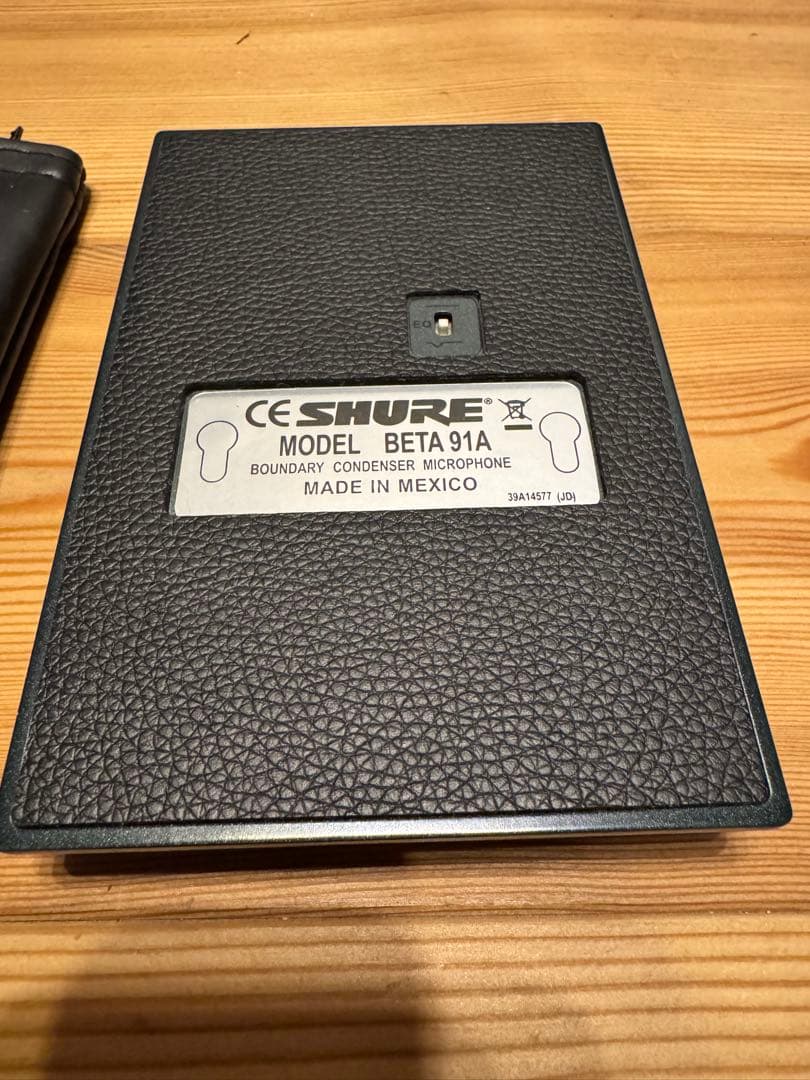 EQ
CE SHURE®
MODEL BETA 91A
BOUNDARY CONDENSER MICROPHONE
MADE IN MEXICO
39A14577 (JD)